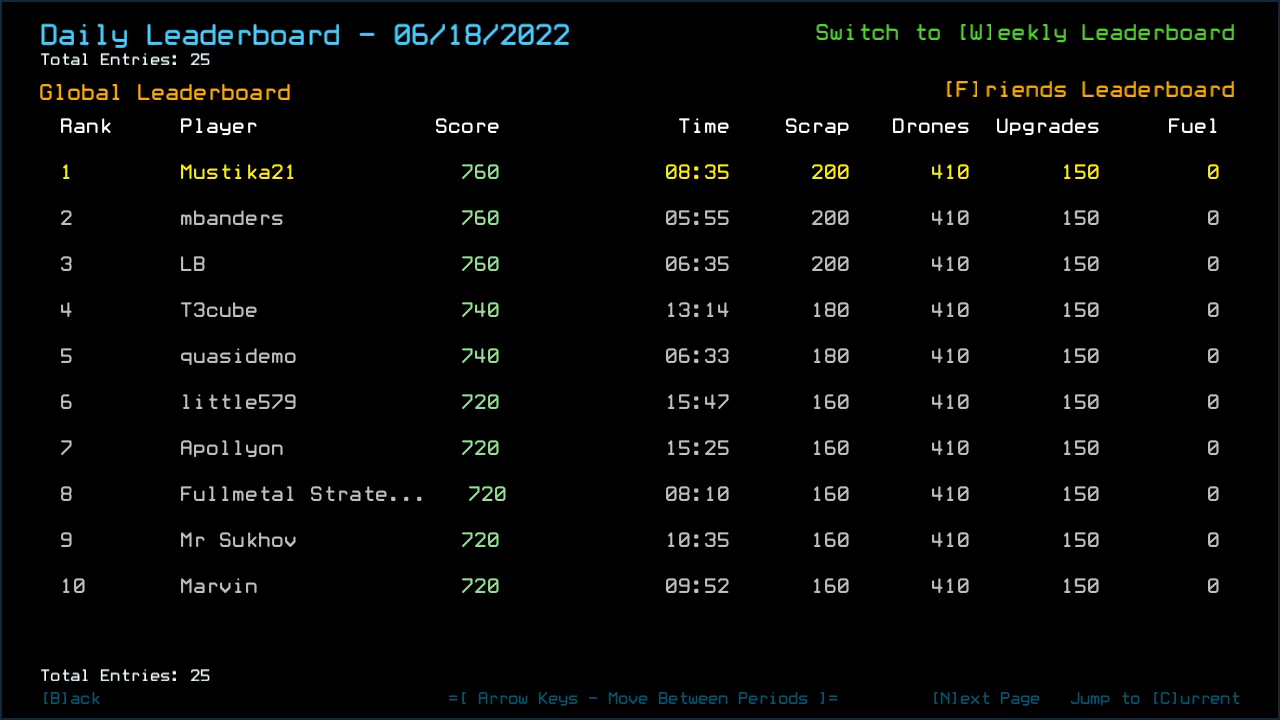 Daily Leaderboard - 06/18/2022
Switch to [W]eekly Leaderboard
Total Entries: 25
Global Leaderboard
[F]riends Leaderboard
Rank Player Score Time Scrap Drones Upgrades Fuel
1 Mustika21 760 08:35 200 410 150 0
2 mbanders 760 05:55 200 410 150 0
3 LB 760 06:35 200 410 150 0
4 T3cube 740 13:14 180 410 150 0
5 quasidemo 740 06:33 180 410 150 0
6 little579 720 15:47 160 410 150 0
7 Apollyon 720 15:25 160 410 150 0
8 Fullmetal Strate... 720 08:10 160 410 150 0
9 Mr Sukhov 720 10:35 160 410 150 0
10 Marvin 720 09:52 160 410 150 0
Total Entries: 25
[B]ack =[ Arrow Keys - Move Between Periods ]= [N]ext Page Jump to [C]urrent